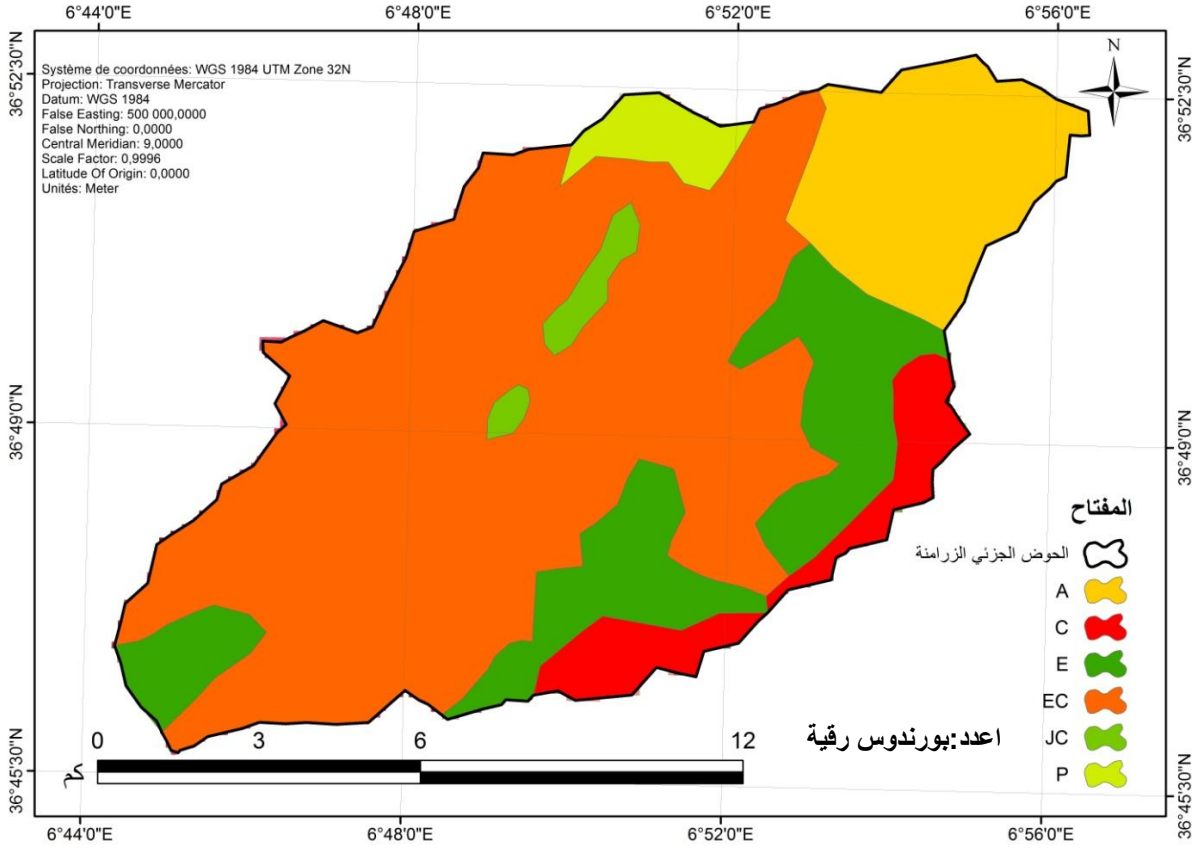 6°44'0"E 6°48'0"E 6°52'0"E 6°56'0"E
36°52'30"N
36°52'30"N
N
Système de coordonnées: WGS 1984 UTM Zone 32N
Projection: Transverse Mercator
Datum: WGS 1984
False Easting: 500 000,0000
False Northing: 0,0000
Central Meridian: 9,0000
Scale Factor: 0,9996
Latitude Of Origin: 0,0000
Unités: Meter
36°49'0"N
36°49'0"N
المفتاح
الحوض الجزئي الزرامنة
A
C
E
EC
JC
P
اعدد:بورندوس رقية
0 3 6 12
كم
36°45'30"N
36°45'30"N
6°44'0"E 6°48'0"E 6°52'0"E 6°56'0"E